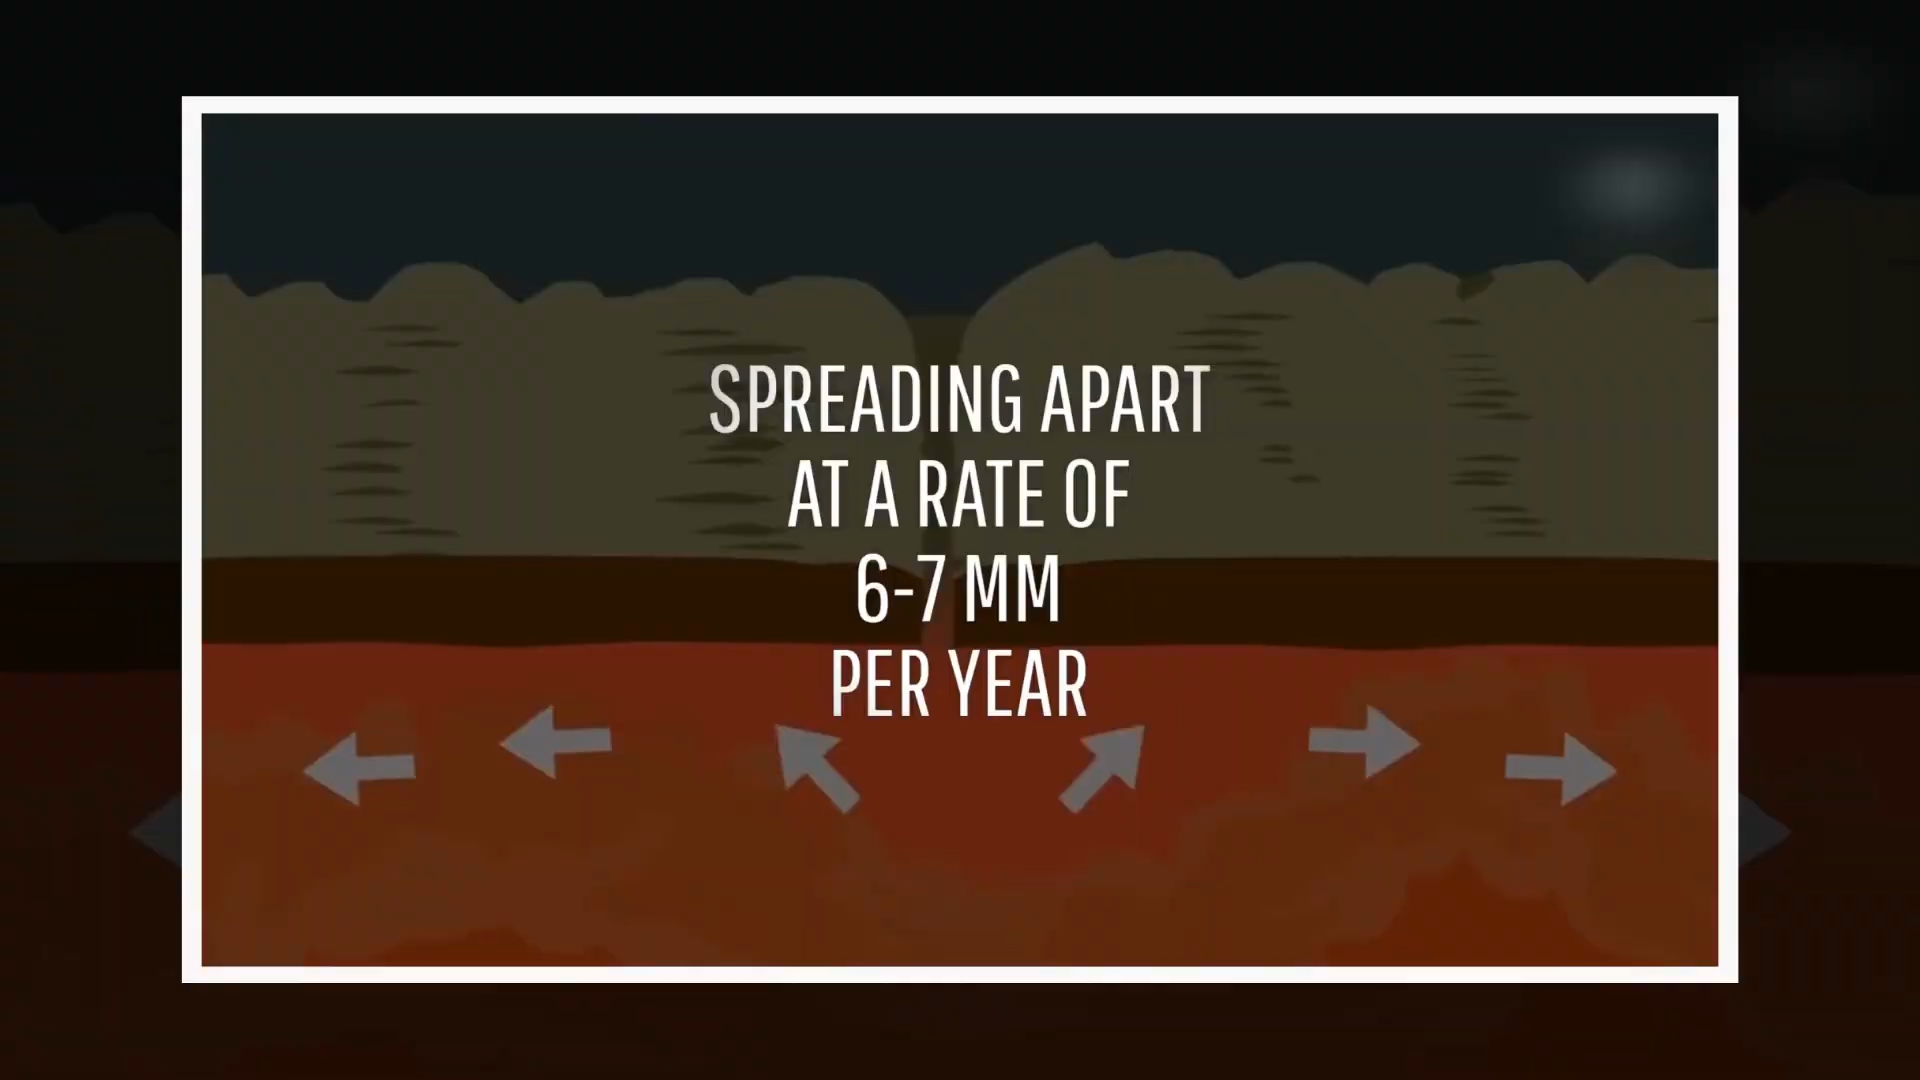 SPREADING APART
AT A RATE OF
6-7 MM
PER YEAR